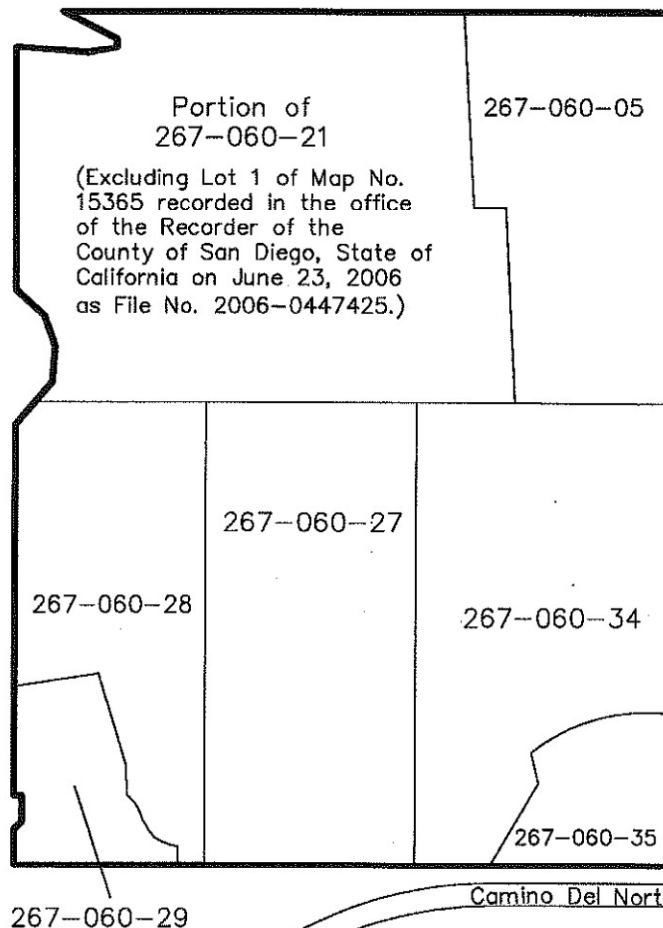 Portion of
267-060-21
267-060-05
(Excluding Lot 1 of Map No.
15365 recorded in the office
of the Recorder of the
County of San Diego, State of
California on June 23, 2006
as File No. 2006-0447425.)
267-060-27
267-060-28
267-060-34
267-060-35
Camino Del Nort
267-060-29